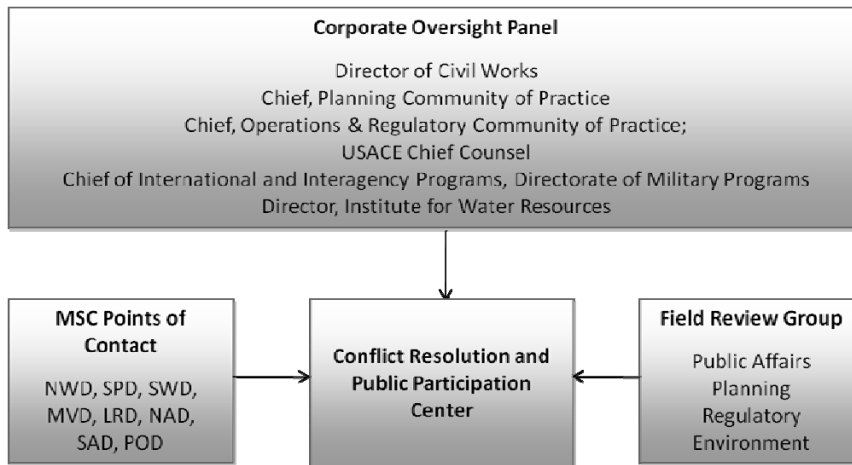 Corporate Oversight Panel
Director of Civil Works
Chief, Planning Community of Practice
Chief, Operations & Regulatory Community of Practice;
USACE Chief Counsel
Chief of International and Interagency Programs, Directorate of Military Programs
Director, Institute for Water Resources
MSC Points of
Contact
NWD, SPD, SWD,
MVD, LRD, NAD,
SAD, POD
Conflict Resolution and
Public Participation
Center
Field Review Group
Public Affairs
Planning
Regulatory
Environment